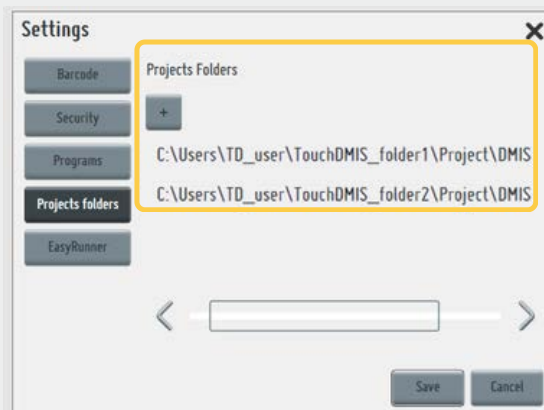 Settings
Barcode
Security
Programs
Projects folders
EasyRunner
Projects Folders
+
C:\Users\TD_user\TouchDMIS_folder1\Project\DMIS
C:\Users\TD_user\TouchDMIS_folder2\Project\DMIS
Save
Cancel